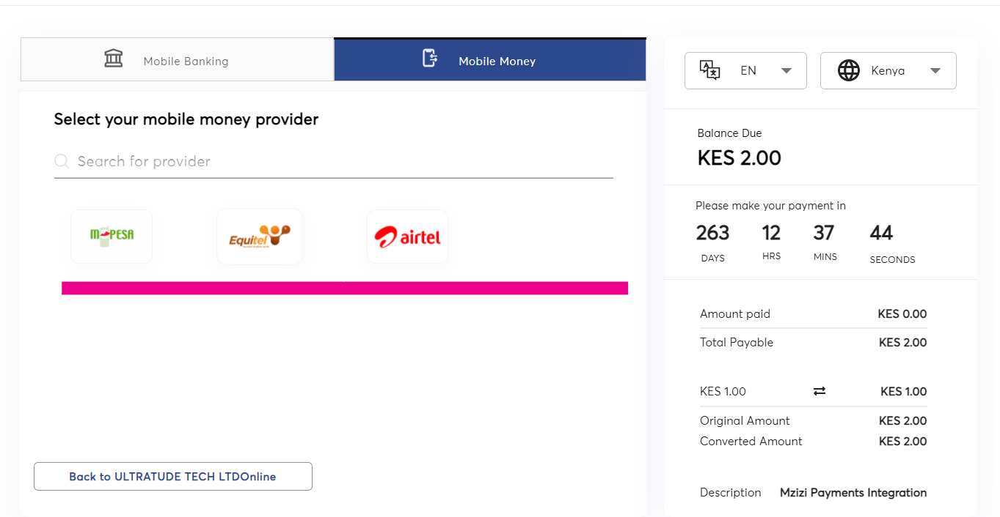 Mobile Banking
Mobile Money
Select your mobile money provider
Search for provider
M-PESA
Equitel
airtel
Back to ULTRATUDE TECH LTDOnline
EN
Kenya
Balance Due
KES 2.00
Please make your payment in
263 12 37 44
DAYS HRS MINS SECONDS
Amount paid KES 0.00
Total Payable KES 2.00
KES 1.00 KES 1.00
Original Amount KES 2.00
Converted Amount KES 2.00
Description Mzizi Payments Integration